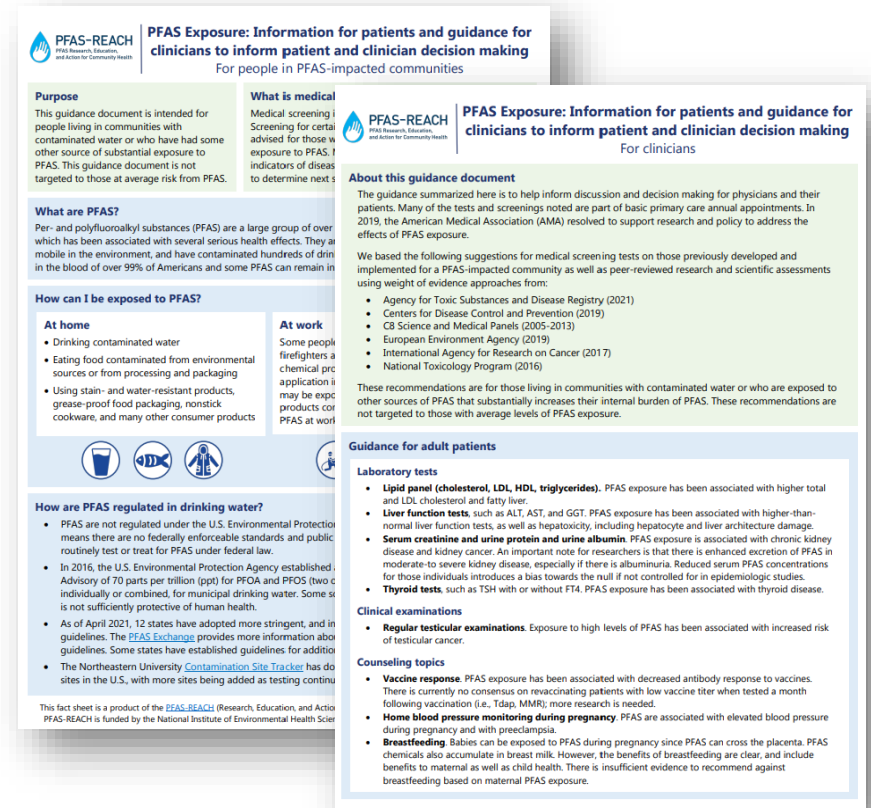 PFAS-REACH
PFAS Research, Education,
and Action for Community Health
PFAS Exposure: Information for patients and guidance for
clinicians to inform patient and clinician decision making
For people in PFAS-impacted communities
Purpose
This guidance document is intended for
people living in communities with
contaminated water or who have had some
other source of substantial exposure to
PFAS. This guidance document is not
targeted to those at average risk from PFAS.
What is medical
Medical screening i
Screening for certai
advised for those w
exposure to PFAS.
indicators of diseas
to determine next s
What are PFAS?
Per- and polyfluoroalkyl substances (PFAS) are a large group of over
which has been associated with several serious health effects. They ar
mobile in the environment, and have contaminated hundreds of drin
in the blood of over 99% of Americans and some PFAS can remain in
How can I be exposed to PFAS?
At home
• Drinking contaminated water
• Eating food contaminated from environmental
sources or from processing and packaging
• Using stain- and water-resistant products,
grease-proof food packaging, nonstick
cookware, and many other consumer products
At work
Some people
firefighters a
chemical pro
application i
may be expo
products con
PFAS at work
How are PFAS regulated in drinking water?
• PFAS are not regulated under the U.S. Environmental Protectio
means there are no federally enforceable standards and public
routinely test or treat for PFAS under federal law.
• In 2016, the U.S. Environmental Protection Agency established
Advisory of 70 parts per trillion (ppt) for PFOA and PFOS (two o
individually or combined, for municipal drinking water. Some sc
is not sufficiently protective of human health.
• As of April 2021, 12 states have adopted more stringent, and in
guidelines. The PFAS Exchange provides more information abou
guidelines. Some states have established guidelines for addition
• The Northeastern University Contamination Site Tracker has do
sites in the U.S., with more sites being added as testing continu
This fact sheet is a product of the PFAS-REACH (Research, Education, and Action
PFAS-REACH is funded by the National Institute of Environmental Health Scien
PFAS-REACH
PFAS Research, Education,
and Action for Community Health
PFAS Exposure: Information for patients and guidance for
clinicians to inform patient and clinician decision making
For clinicians
About this guidance document
The guidance summarized here is to help inform discussion and decision making for physicians and their
patients. Many of the tests and screenings noted are part of basic primary care annual appointments. In
2019, the American Medical Association (AMA) resolved to support research and policy to address the
effects of PFAS exposure.
We based the following suggestions for medical screening tests on those previously developed and
implemented for a PFAS-impacted community as well as peer-reviewed research and scientific assessments
using weight of evidence approaches from:
• Agency for Toxic Substances and Disease Registry (2021)
• Centers for Disease Control and Prevention (2019)
• C8 Science and Medical Panels (2005-2013)
• European Environment Agency (2019)
• International Agency for Research on Cancer (2017)
• National Toxicology Program (2016)
These recommendations are for those living in communities with contaminated water or who are exposed to
other sources of PFAS that substantially increases their internal burden of PFAS. These recommendations are
not targeted to those with average levels of PFAS exposure.
Guidance for adult patients
Laboratory tests
• Lipid panel (cholesterol, LDL, HDL, triglycerides). PFAS exposure has been associated with higher total
and LDL cholesterol and fatty liver.
• Liver function tests, such as ALT, AST, and GGT. PFAS exposure has been associated with higher-than-
normal liver function tests, as well as hepatoxicity, including hepatocyte and liver architecture damage.
• Serum creatinine and urine protein and urine albumin. PFAS exposure is associated with chronic kidney
disease and kidney cancer. An important note for researchers is that there is enhanced excretion of PFAS in
moderate-to severe kidney disease, especially if there is albuminuria. Reduced serum PFAS concentrations
for those individuals introduces a bias towards the null if not controlled for in epidemiologic studies.
• Thyroid tests, such as TSH with or without FT4. PFAS exposure has been associated with thyroid disease.
Clinical examinations
• Regular testicular examinations. Exposure to high levels of PFAS has been associated with increased risk
of testicular cancer.
Counseling topics
• Vaccine response. PFAS exposure has been associated with decreased antibody response to vaccines.
There is currently no consensus on revaccinating patients with low vaccine titer when tested a month
following vaccination (i.e., Tdap, MMR); more research is needed.
• Home blood pressure monitoring during pregnancy. PFAS are associated with elevated blood pressure
during pregnancy and with preeclampsia.
• Breastfeeding. Babies can be exposed to PFAS during pregnancy since PFAS can cross the placenta. PFAS
chemicals also accumulate in breast milk. However, the benefits of breastfeeding are clear, and include
benefits to maternal as well as child health. There is insufficient evidence to recommend against
breastfeeding based on maternal PFAS exposure.